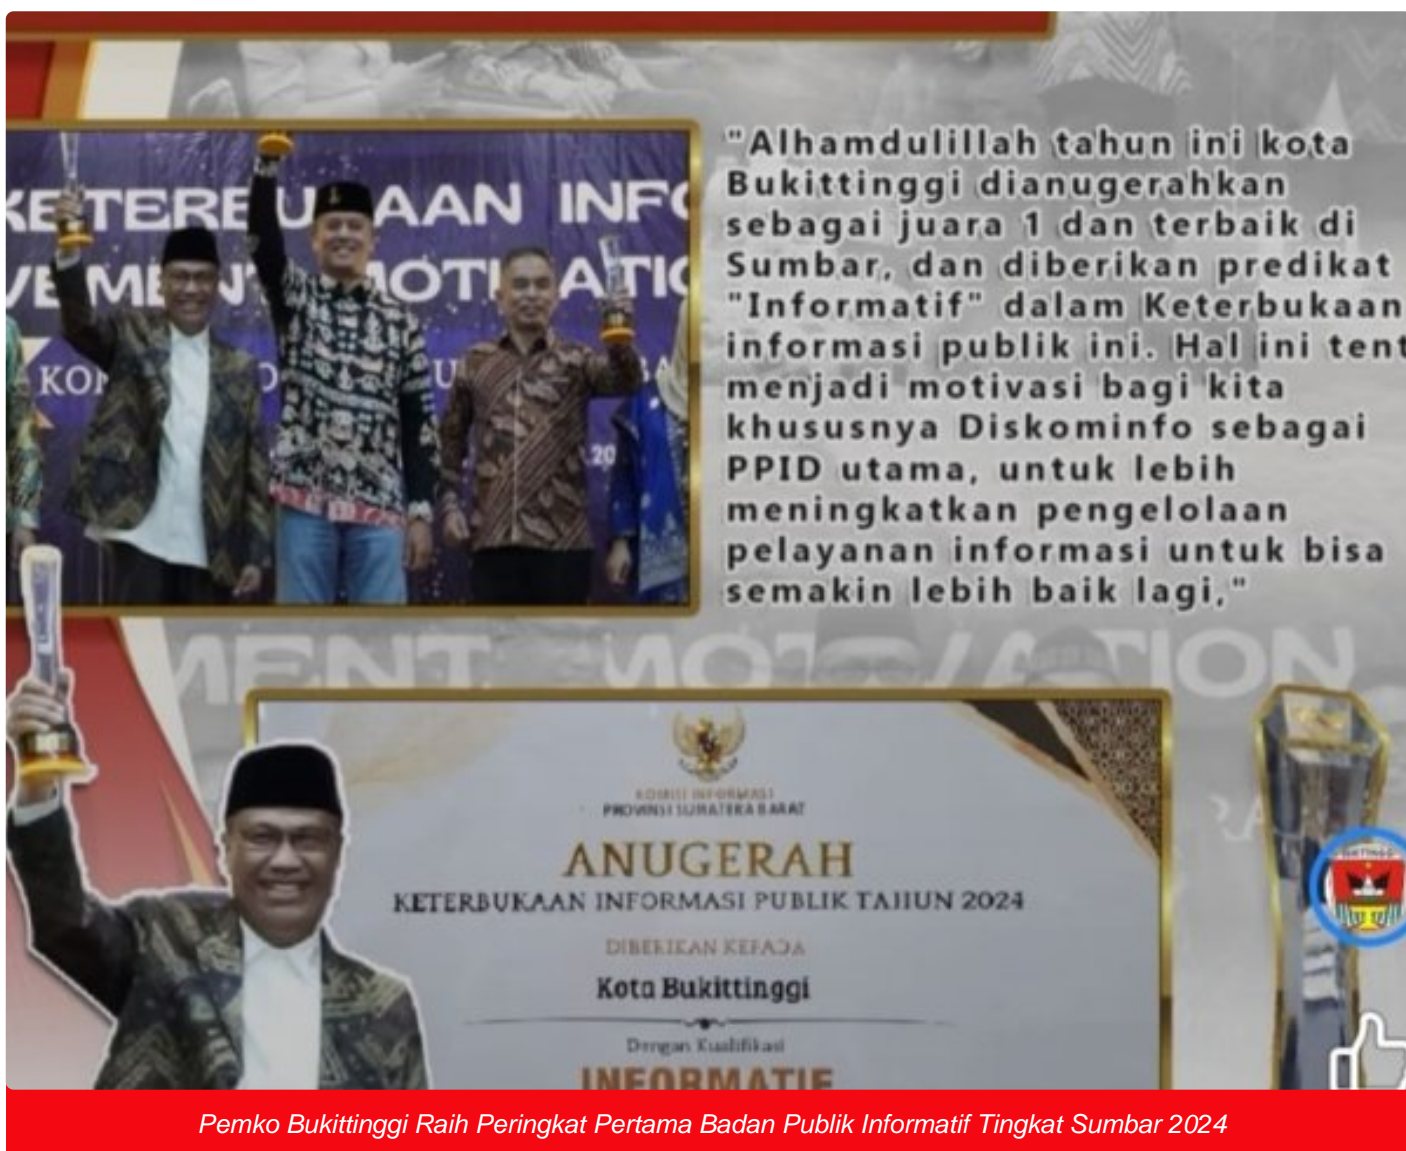 KETERBUKAAN INFO
VEMENT MOTIVATIO
"Alhamdulillah tahun ini kota
Bukittinggi dianugerahkan
sebagai juara 1 dan terbaik di
Sumbar, dan diberikan predikat
"Informatif" dalam Keterbukaan
informasi publik ini. Hal ini tent
menjadi motivasi bagi kita
khususnya Diskominfo sebagai
PPID utama, untuk lebih
meningkatkan pengelolaan
pelayanan informasi untuk bisa
semakin lebih baik lagi,"
MENT MOTIVATION
KOMISI INFORMASI
PROVINSI SUMATERA BARAT
ANUGERAH
KETERBUKAAN INFORMASI PUBLIK TAHUN 2024
DIBERIKAN KEPADA
Kota Bukittinggi
Dengan Kualifikasi
INFORMATIF
Pemko Bukittinggi Raih Peringkat Pertama Badan Publik Informatif Tingkat Sumbar 2024